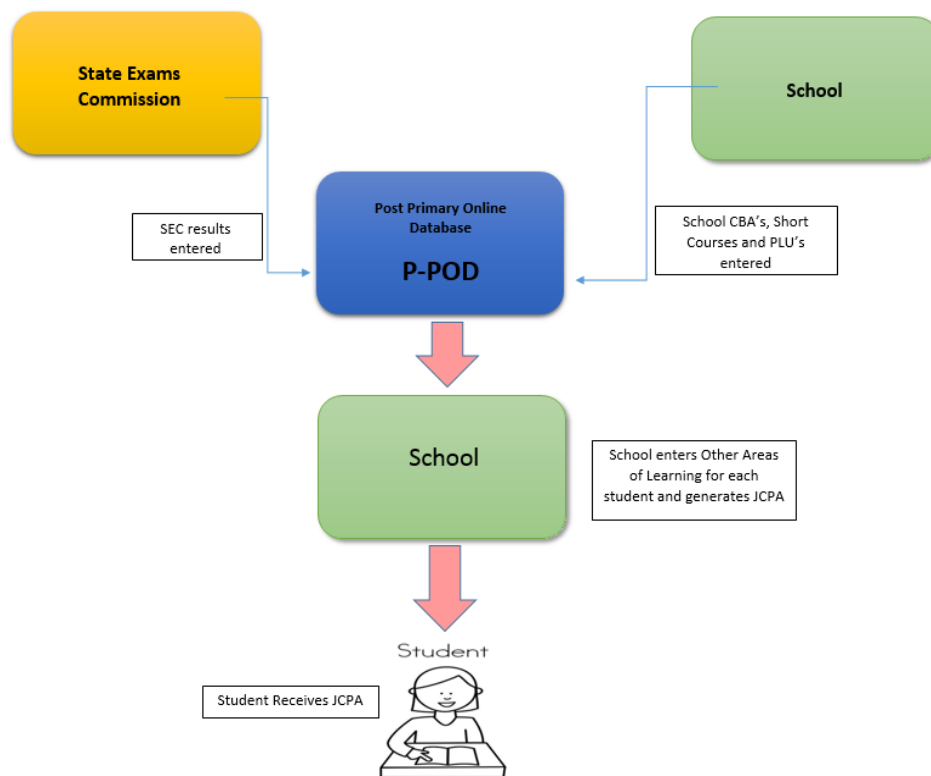 State Exams
Commission
School
Post Primary Online
Database
P-POD
SEC results
entered
School CBA's, Short
Courses and PLU's
entered
School
School enters Other Areas
of Learning for each
student and generates JCPA
Student
Student Receives JCPA